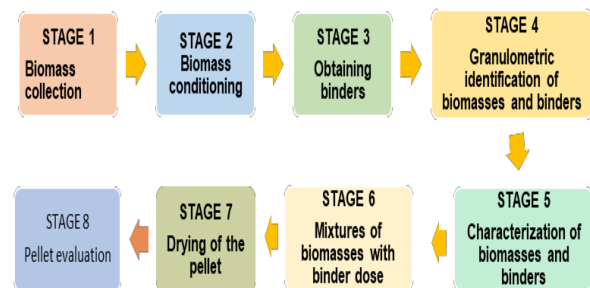 STAGE 1
Biomass
collection
STAGE 2
Biomass
conditioning
STAGE 3
Obtaining
binders
STAGE 4
Granulometric
identification of
biomasses and binders
STAGE 5
Characterization of
biomasses and
binders
STAGE 6
Mixtures of
biomasses with
binder dose
STAGE 7
Drying of the
pellet
STAGE 8
Pellet evaluation